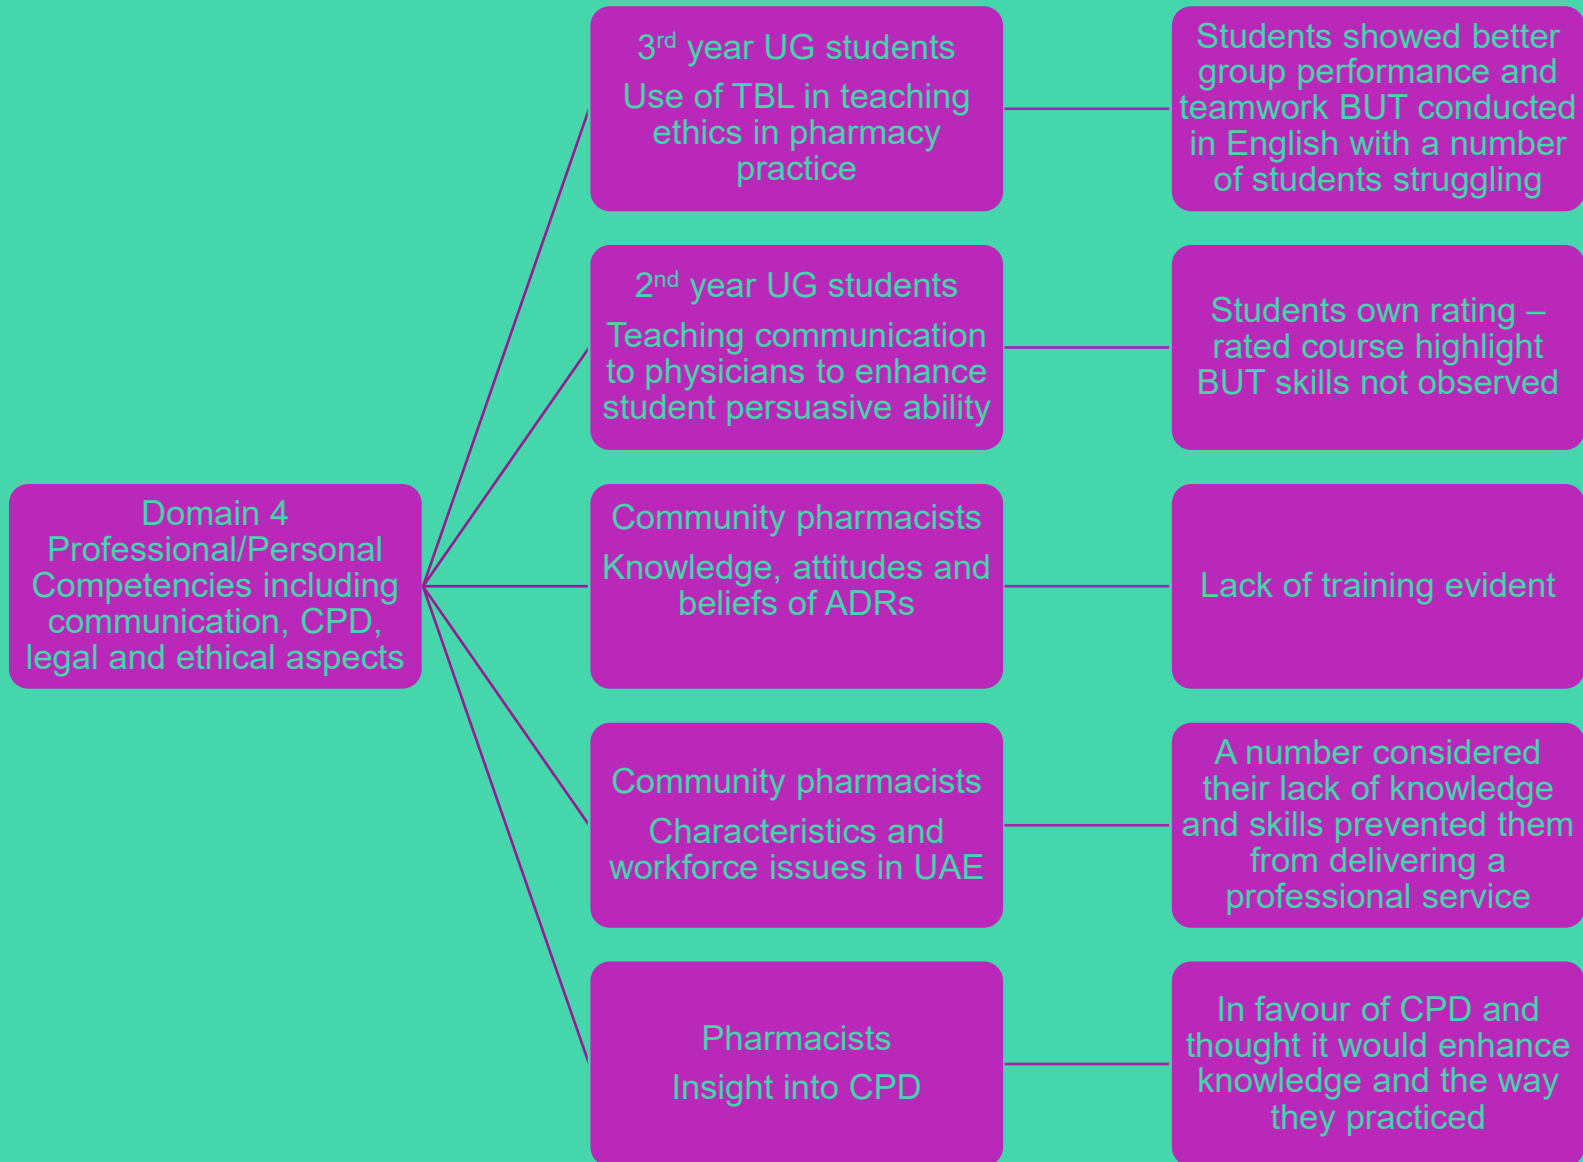 Domain 4
Professional/Personal
Competencies including
communication, CPD,
legal and ethical aspects
3rd year UG students
Use of TBL in teaching
ethics in pharmacy
practice
Students showed better
group performance and
teamwork BUT conducted
in English with a number
of students struggling
2nd year UG students
Teaching communication
to physicians to enhance
student persuasive ability
Students own rating –
rated course highlight
BUT skills not observed
Community pharmacists
Knowledge, attitudes and
beliefs of ADRs
Lack of training evident
Community pharmacists
Characteristics and
workforce issues in UAE
A number considered
their lack of knowledge
and skills prevented them
from delivering a
professional service
Pharmacists
Insight into CPD
In favour of CPD and
thought it would enhance
knowledge and the way
they practiced